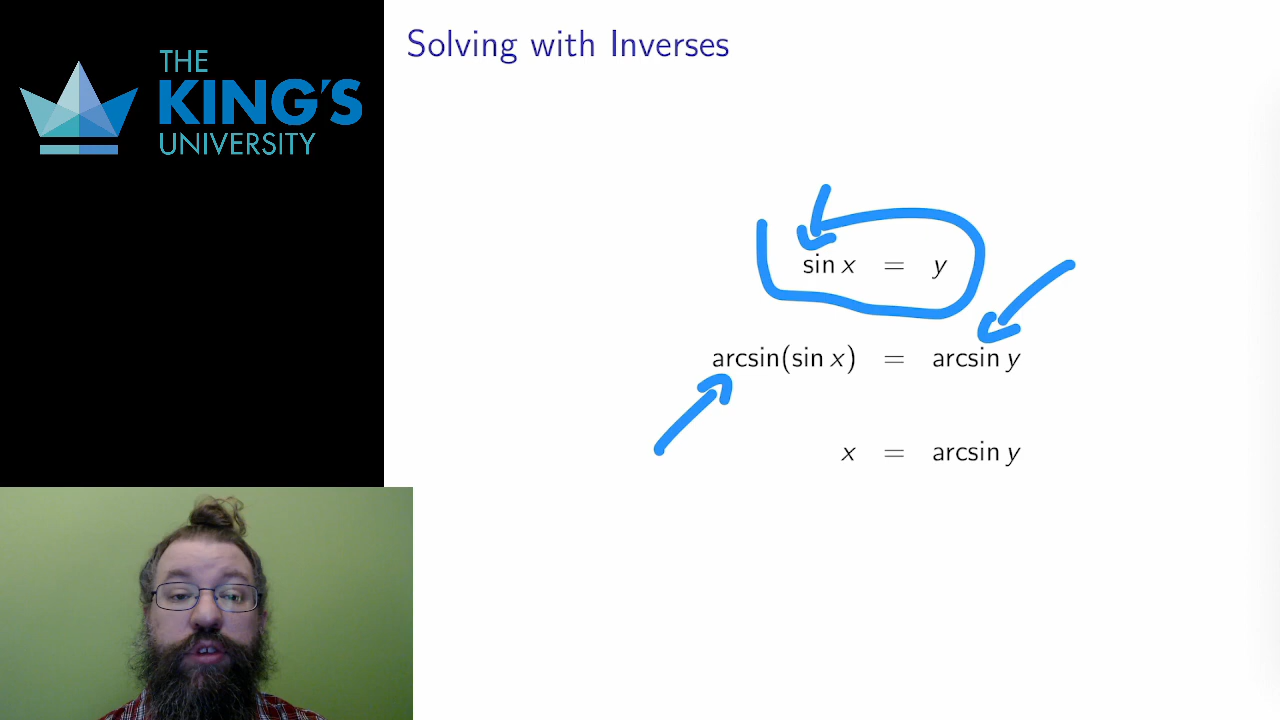 THE
KING'S
UNIVERSITY
Solving with Inverses
sin x = y
arcsin(sin x) = arcsin y
x = arcsin y